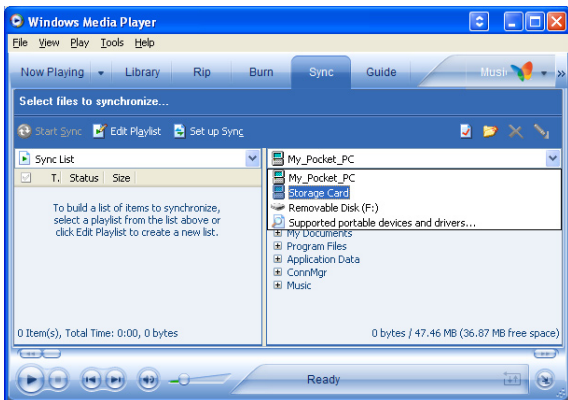 Windows Media Player
File View Play Tools Help
Now Playing Library Rip Burn Sync Guide Music
Select files to synchronize...
Start Sync Edit Playlist Set up Sync
Sync List
T. Status Size
To build a list of items to synchronize,
select a playlist from the list above or
click Edit Playlist to create a new list.
0 Item(s), Total Time: 0:00, 0 bytes
My_Pocket_PC
My_Pocket_PC
Storage Card
Removable Disk (F:)
Supported portable devices and drivers...
My Documents
Program Files
Application Data
ConnMgr
Music
0 bytes / 47.46 MB (36.87 MB free space)
Ready